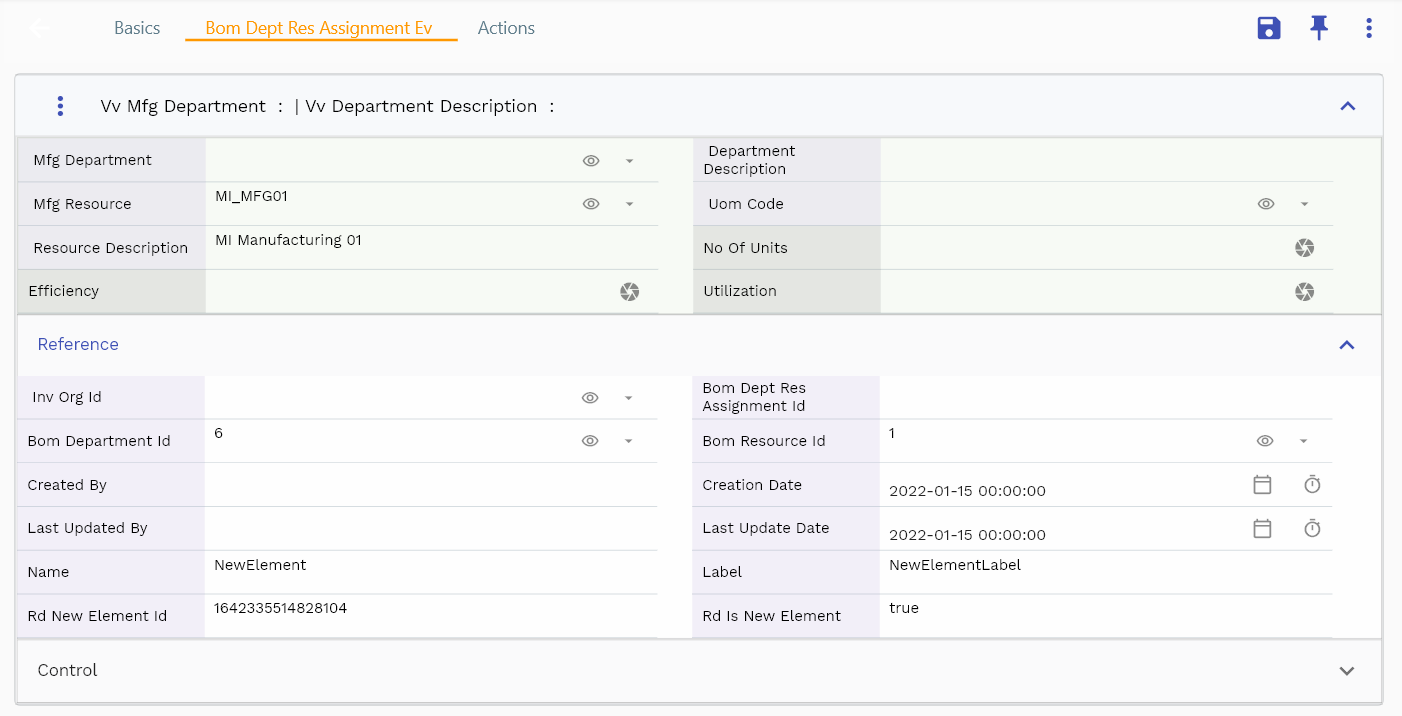 Basics Bom Dept Res Assignment Ev Actions
Vv Mfg Department : | Vv Department Description :
Mfg Department
Department
Description
Mfg Resource MI_MFG01 Uom Code
Resource Description MI Manufacturing 01 No Of Units
Efficiency Utilization
Reference
Inv Org Id
Bom Dept Res
Assignment Id
Bom Department Id 6 Bom Resource Id 1
Created By Creation Date 2022-01-15 00:00:00
Last Updated By Last Update Date 2022-01-15 00:00:00
Name NewElement Label NewElementLabel
Rd New Element Id 1642335514828104 Rd Is New Element true
Control